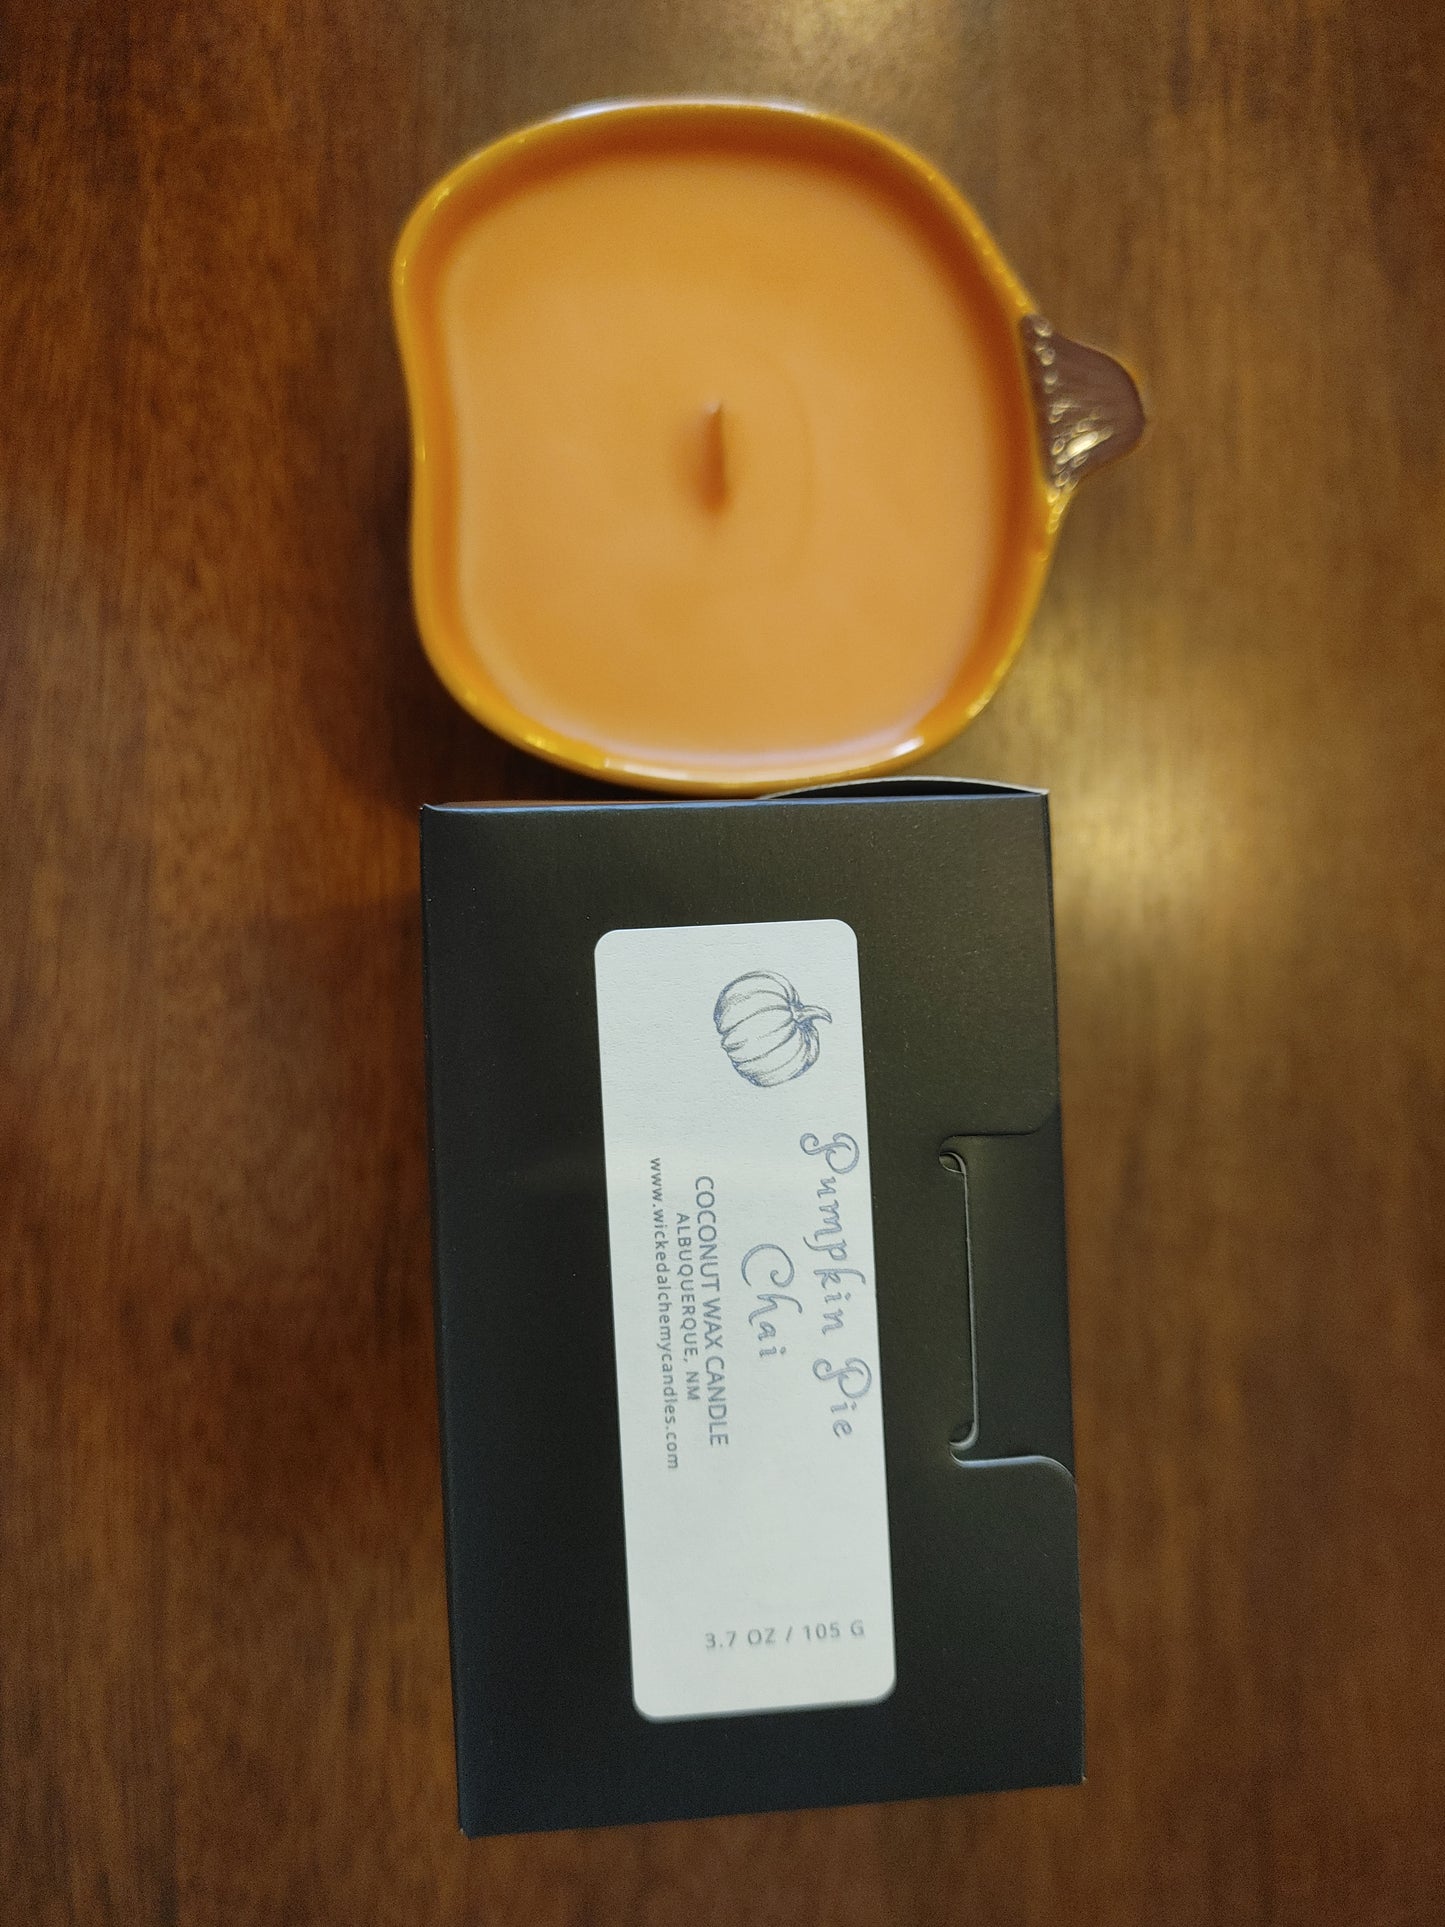 Pumpkin Pie
Chai
COCONUT WAX CANDLE
ALBUQUERQUE, NM
www.wickedalchemycandles.com
3.7 OZ / 105 G